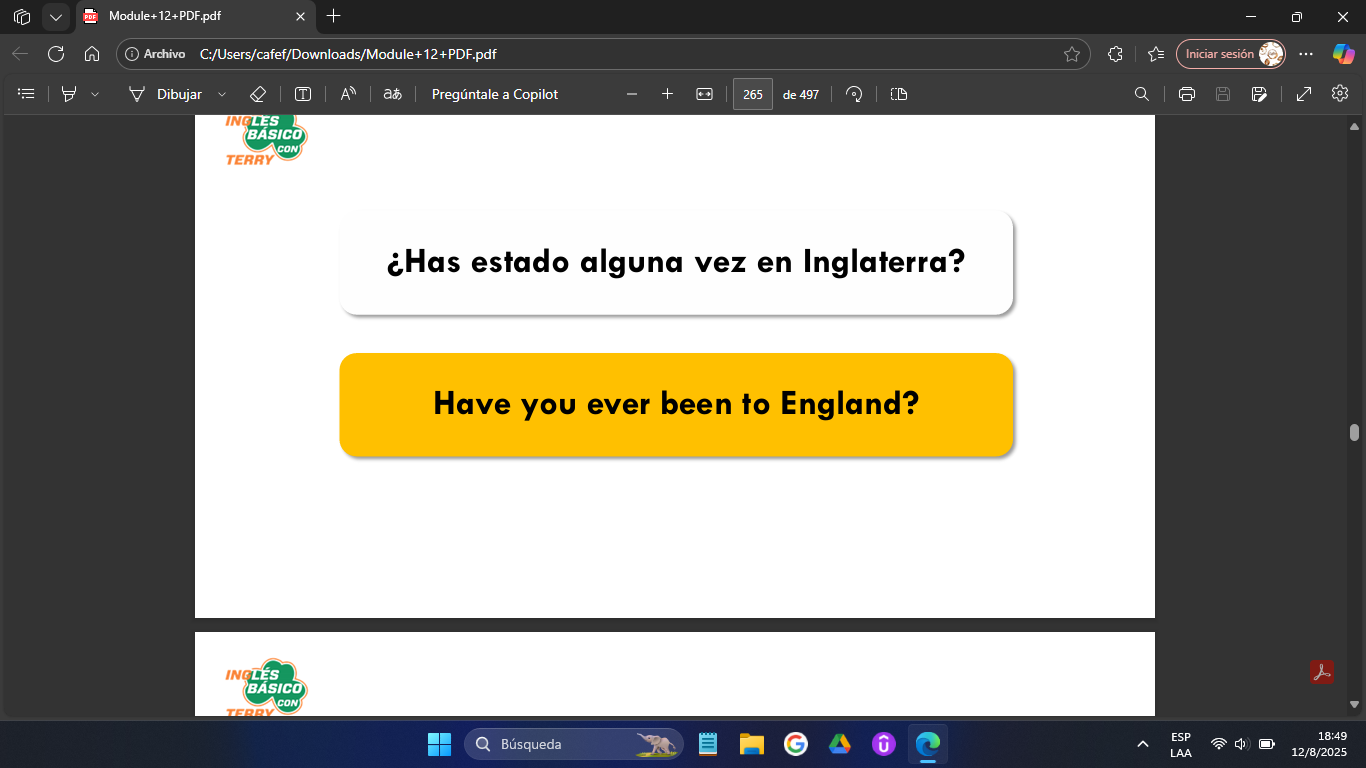 Module+12+PDF.pdf
Archivo C:/Users/cafef/Downloads/Module+12+PDF.pdf
Iniciar sesión
Dibujar
Pregúntale a Copilot
265 de 497
INGLÉS
BÁSICO
CON
TERRY
¿Has estado alguna vez en Inglaterra?
Have you ever been to England?
INGLÉS
BÁSICO
CON
TERRY
Búsqueda
ESP
LAA
18:49
12/8/2025